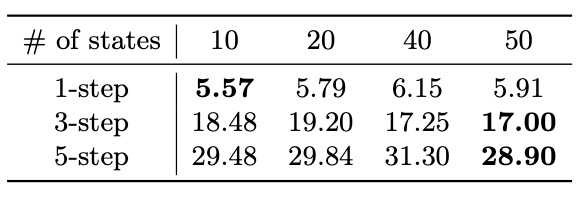 # of states 10 20 40 50
1-step 5.57 5.79 6.15 5.91
3-step 18.48 19.20 17.25 17.00
5-step 29.48 29.84 31.30 28.90